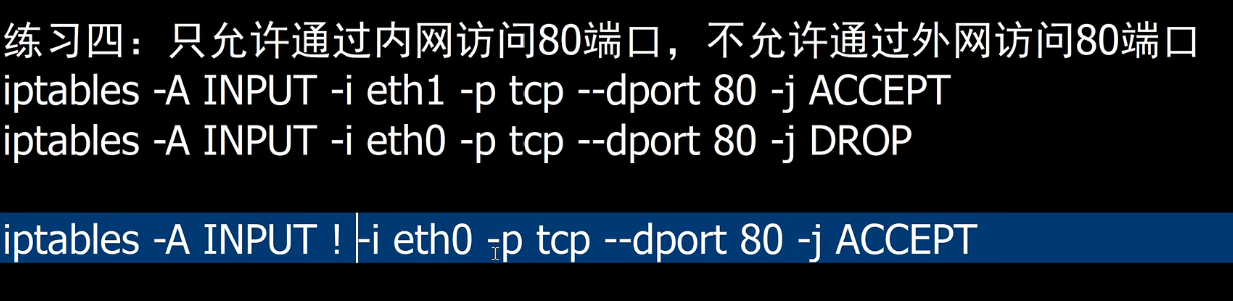 练习四：只允许通过内网访问80端口，不允许通过外网访问80端口
iptables -A INPUT -i eth1 -p tcp --dport 80 -j ACCEPT
iptables -A INPUT -i eth0 -p tcp --dport 80 -j DROP
iptables -A INPUT ! -i eth0 -p tcp --dport 80 -j ACCEPT